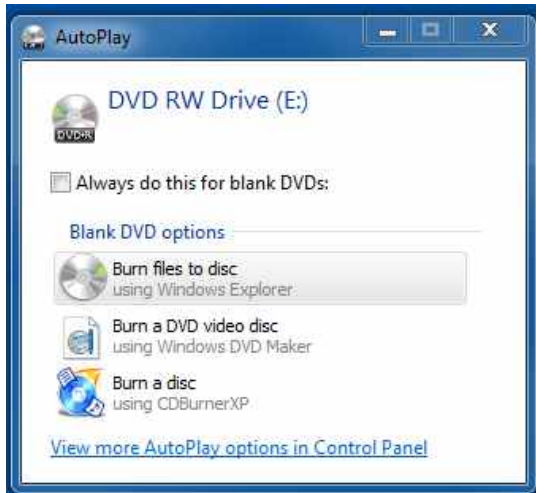 AutoPlay
DVD RW Drive (E:)
DVD-R
Always do this for blank DVDs:
Blank DVD options
Burn files to disc
using Windows Explorer
Burn a DVD video disc
using Windows DVD Maker
Burn a disc
using CDBurnerXP
View more AutoPlay options in Control Panel